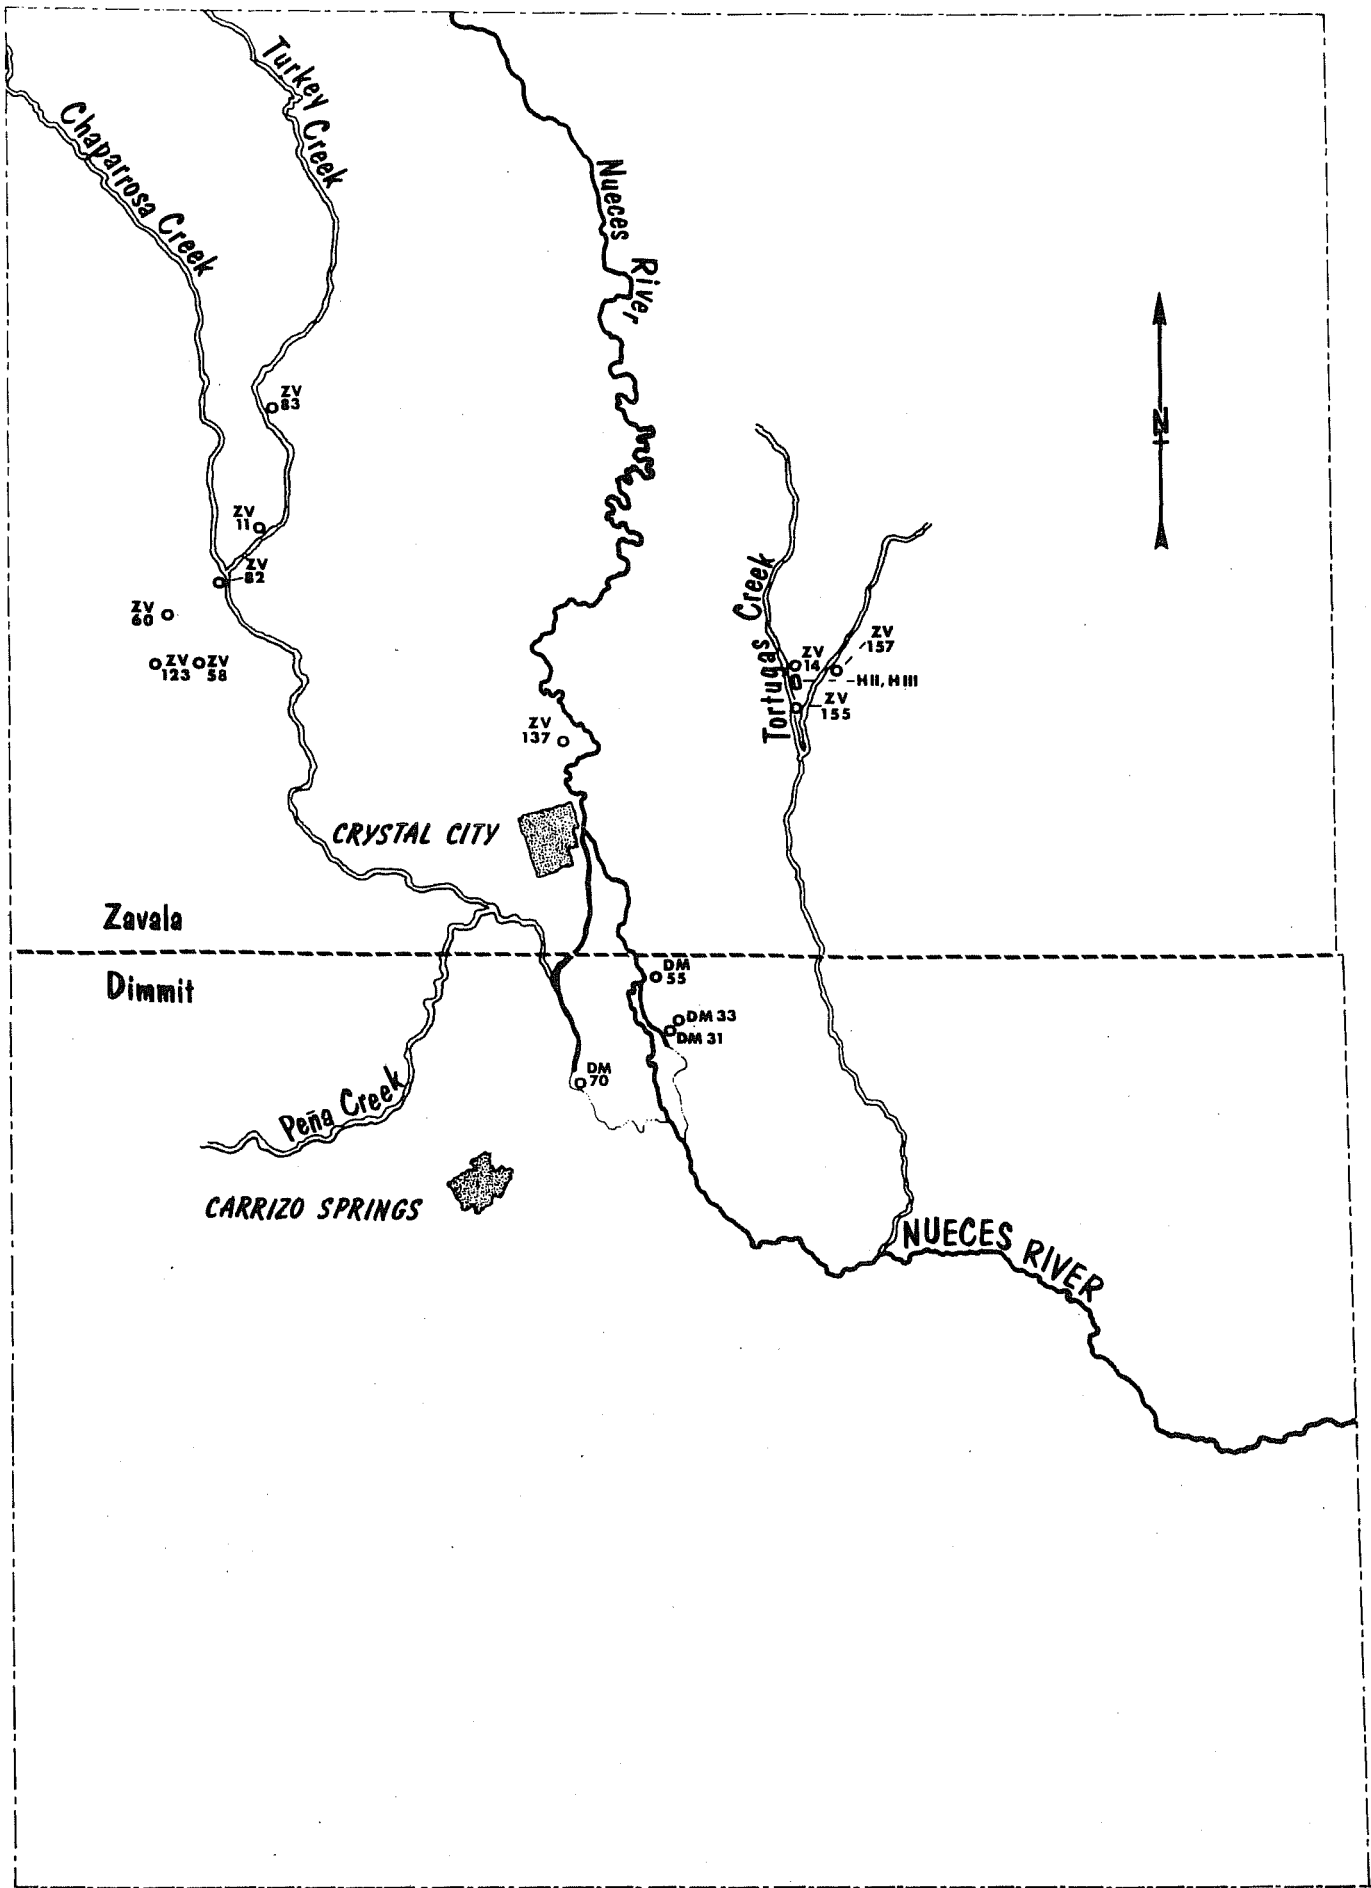 Turkey Creek
Chaparrosa Creek
Nueces River
ZV
83
N
ZV
11
ZV
82
ZV
60
ZV
123
ZV
58
Tortugas Creek
ZV
157
ZV
14
HII, HIII
ZV
155
ZV
137
CRYSTAL CITY
Zavala
Dimmit
DM
55
DM 33
DM 31
DM
70
Peña Creek
CARRIZO SPRINGS
NUECES RIVER